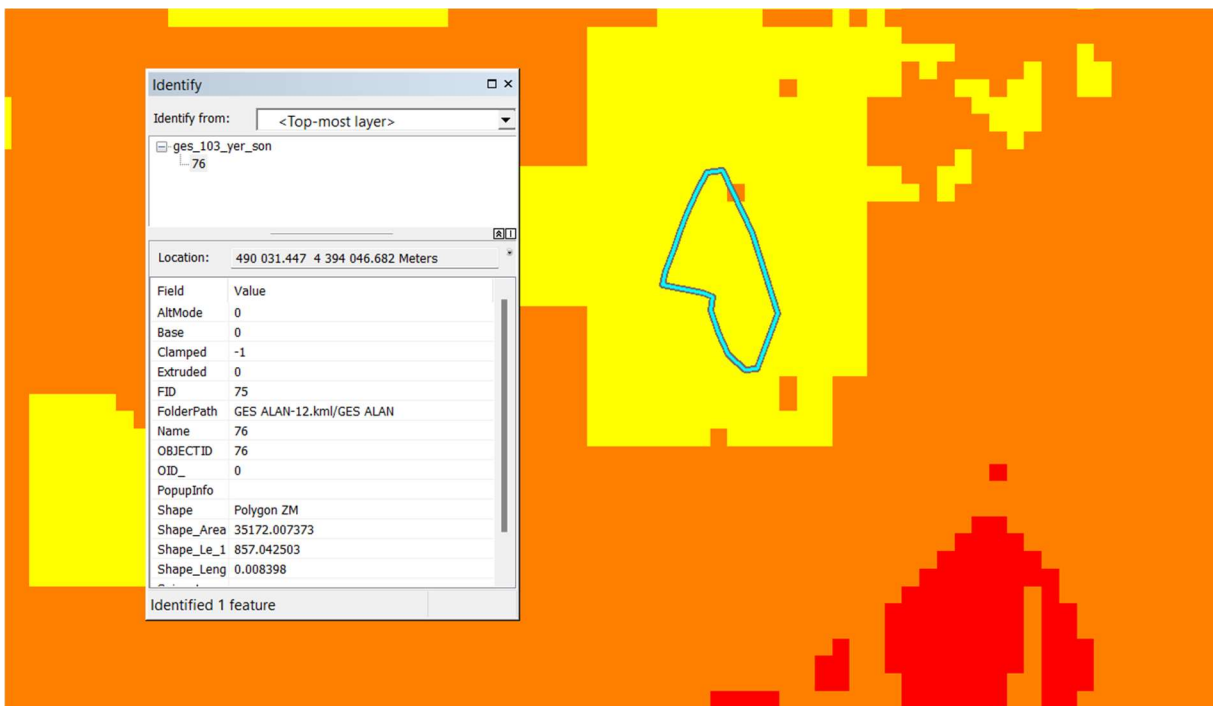 Identify
Identify from: <Top-most layer>
ges_103_yer_son
76
Location: 490 031.447 4 394 046.682 Meters
Field Value
AltMode 0
Base 0
Clamped -1
Extruded 0
FID 75
FolderPath GES ALAN-12.kml/GES ALAN
Name 76
OBJECTID 76
OID_ 0
PopupInfo
Shape Polygon ZM
Shape_Area 35172.007373
Shape_Le_1 857.042503
Shape_Leng 0.008398
Identified 1 feature